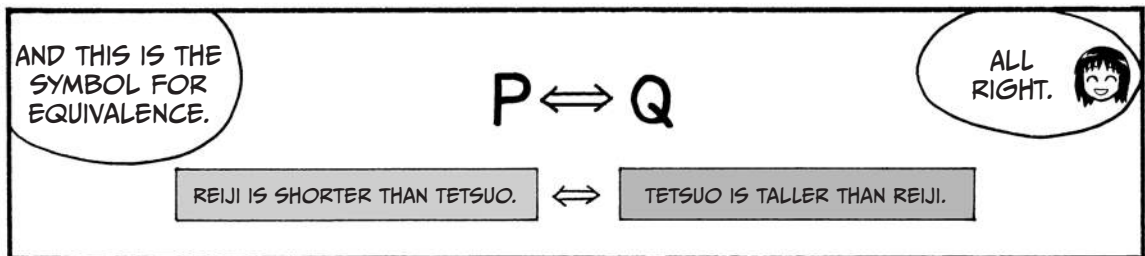 AND THIS IS THE
SYMBOL FOR
EQUIVALENCE.
P ⇔ Q
ALL
RIGHT.
REIJI IS SHORTER THAN TETSUO. ⇔ TETSUO IS TALLER THAN REIJI.